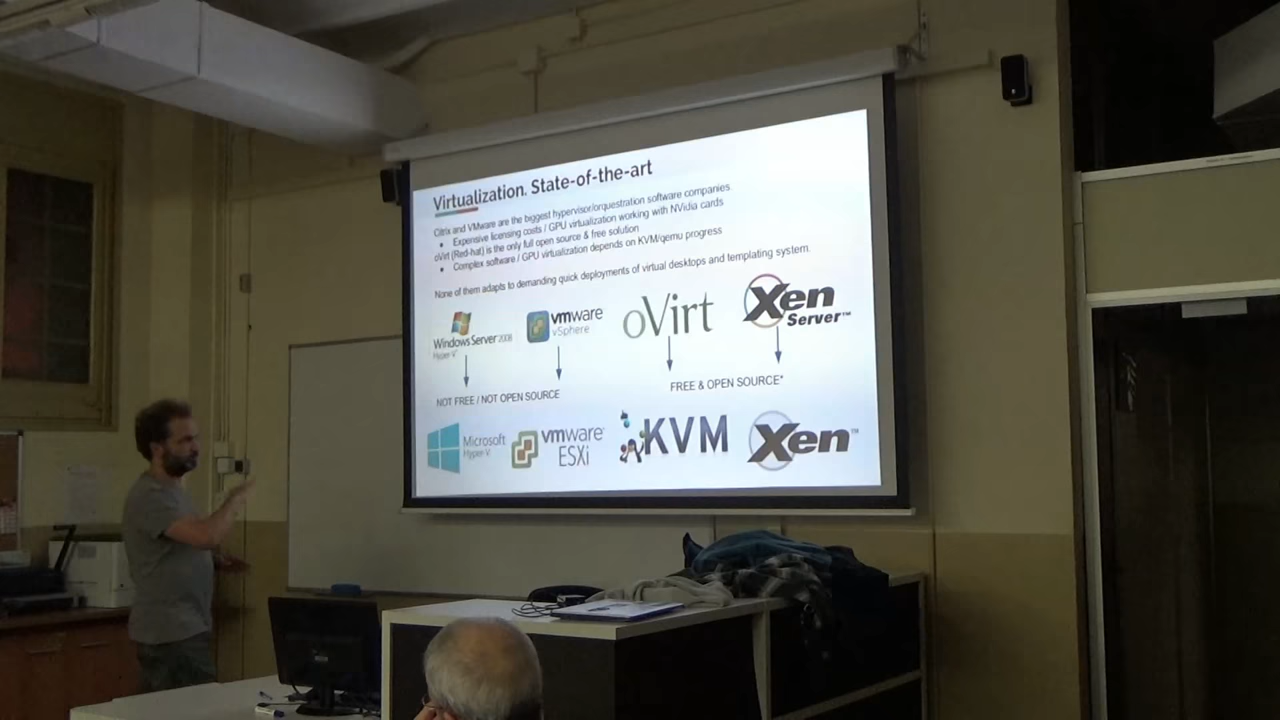 Virtualization. State-of-the-art
Citrix and VMware are the biggest hypervisor/orquestration software companies
Expensive licensing costs / GPU virtualization working with NVidia cards
oVirt (Red-hat) is the only full open source & free solution
Complex software / GPU virtualization depends on KVM/qemu progress
None of them adapts to demanding quick deployments of virtual desktops and templating system.
Windows Server 2008
Hyper-V
vmware
vSphere
oVirt
Xen
Server™
NOT FREE / NOT OPEN SOURCE
FREE & OPEN SOURCE*
Microsoft
Hyper-V
vmware
ESXi
KVM
Xen™